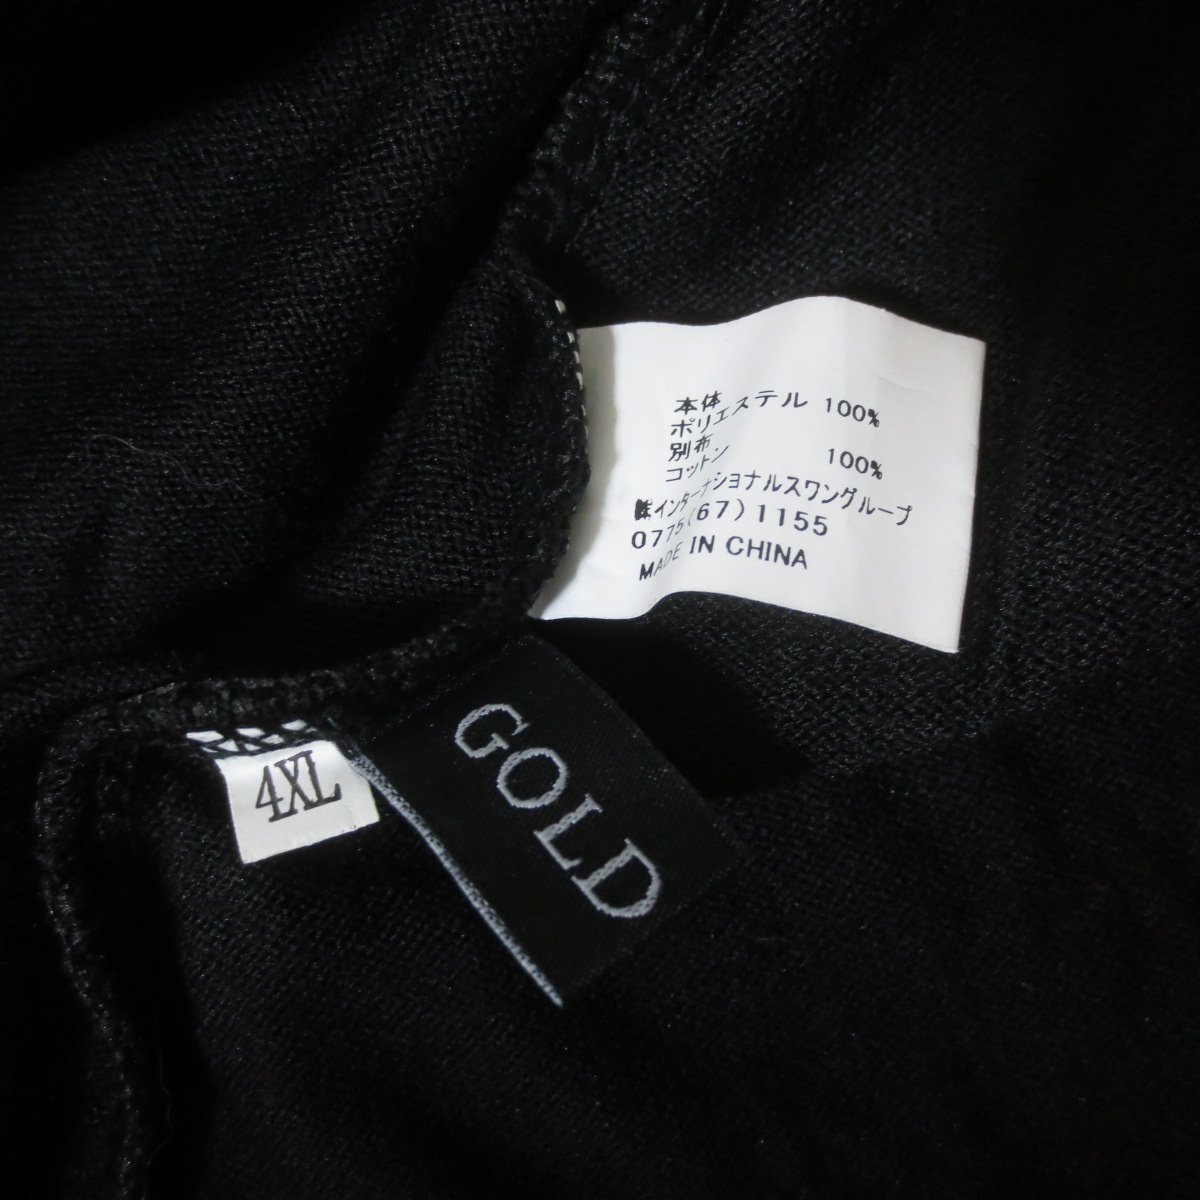 本体
ポリエステル 100%
別布
コットン 100%
㈱インターナショナルスワングループ
0775(67)1155
MADE IN CHINA
4XL
GOLD